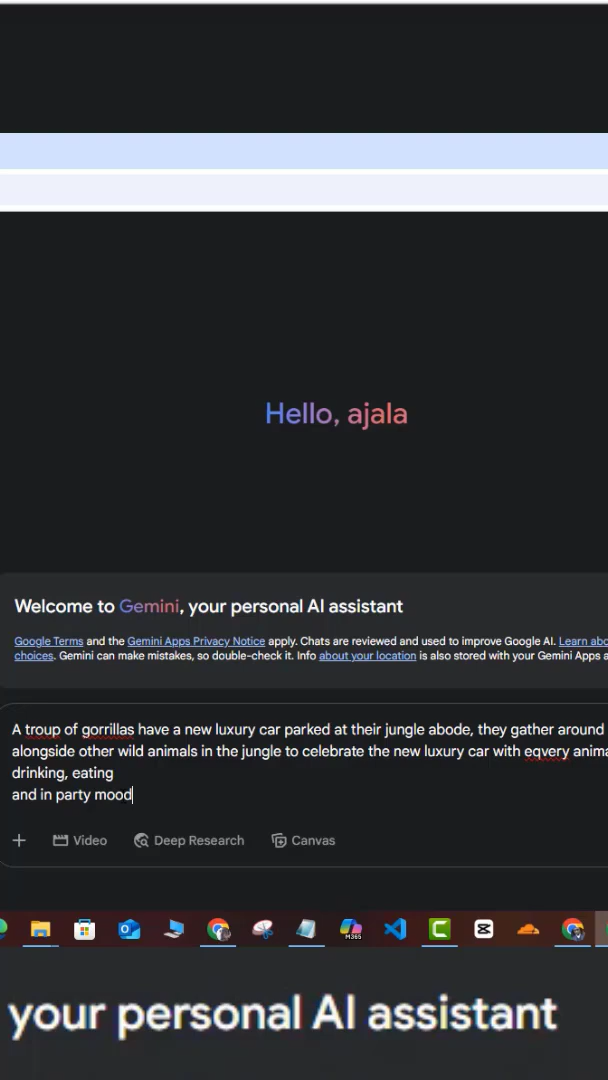 Hello, ajala
Welcome to Gemini, your personal AI assistant
Google Terms and the Gemini Apps Privacy Notice apply. Chats are reviewed and used to improve Google AI. Learn
choices. Gemini can make mistakes, so double-check it. Info about your location is also stored with your Gemini Apps
A troup of gorrillas have a new luxury car parked at their jungle abode, they gather around
alongside other wild animals in the jungle to celebrate the new luxury car with eqvery
drinking, eating
and in party mood
Video Deep Research Canvas
M365
your personal AI assistant